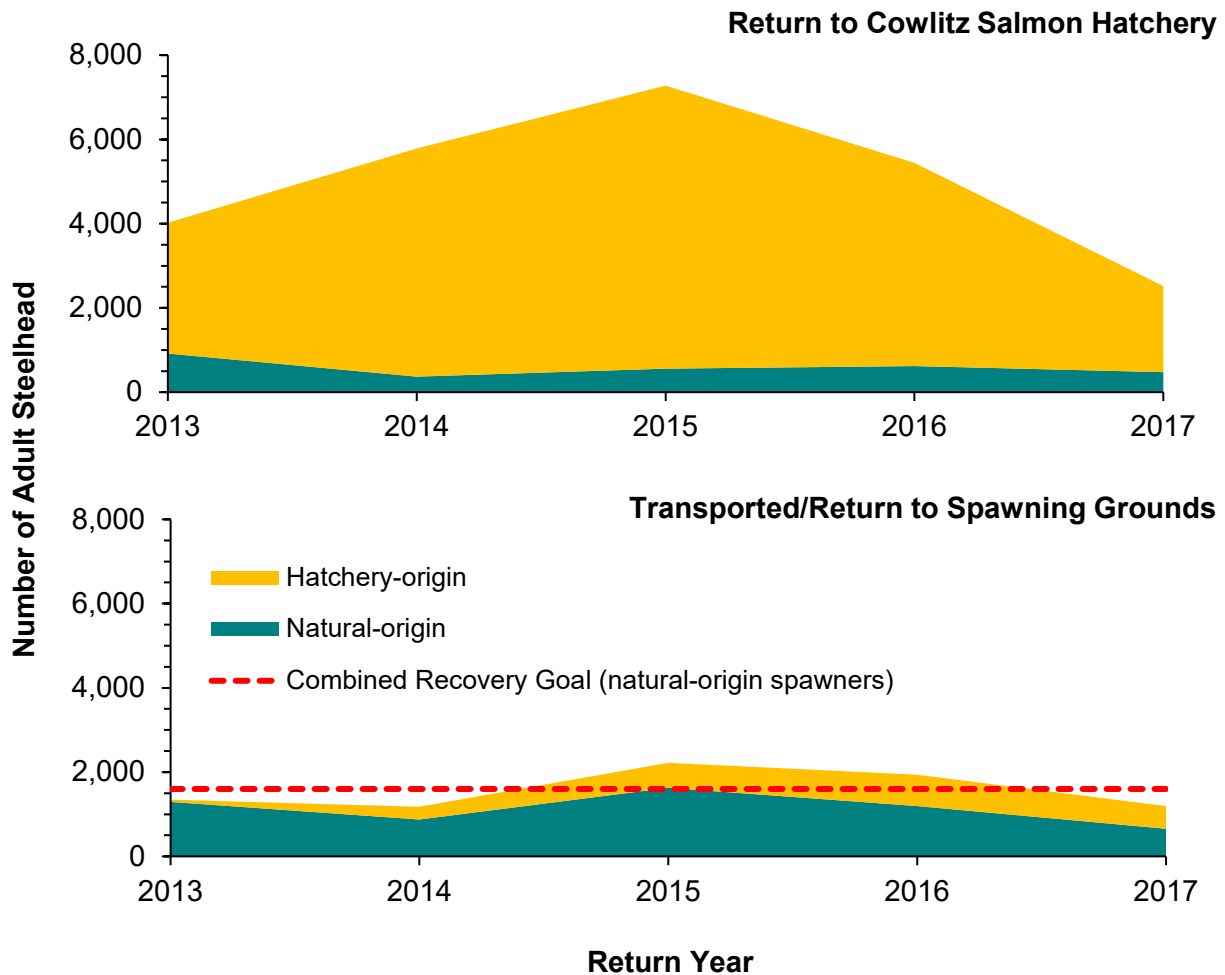 Return to Cowlitz Salmon Hatchery
8,000
6,000
4,000
2,000
0
2013 2014 2015 2016 2017
Number of Adult Steelhead
Transported/Return to Spawning Grounds
8,000
Hatchery-origin
6,000
Natural-origin
4,000
Combined Recovery Goal (natural-origin spawners)
2,000
0
2013 2014 2015 2016 2017
Return Year